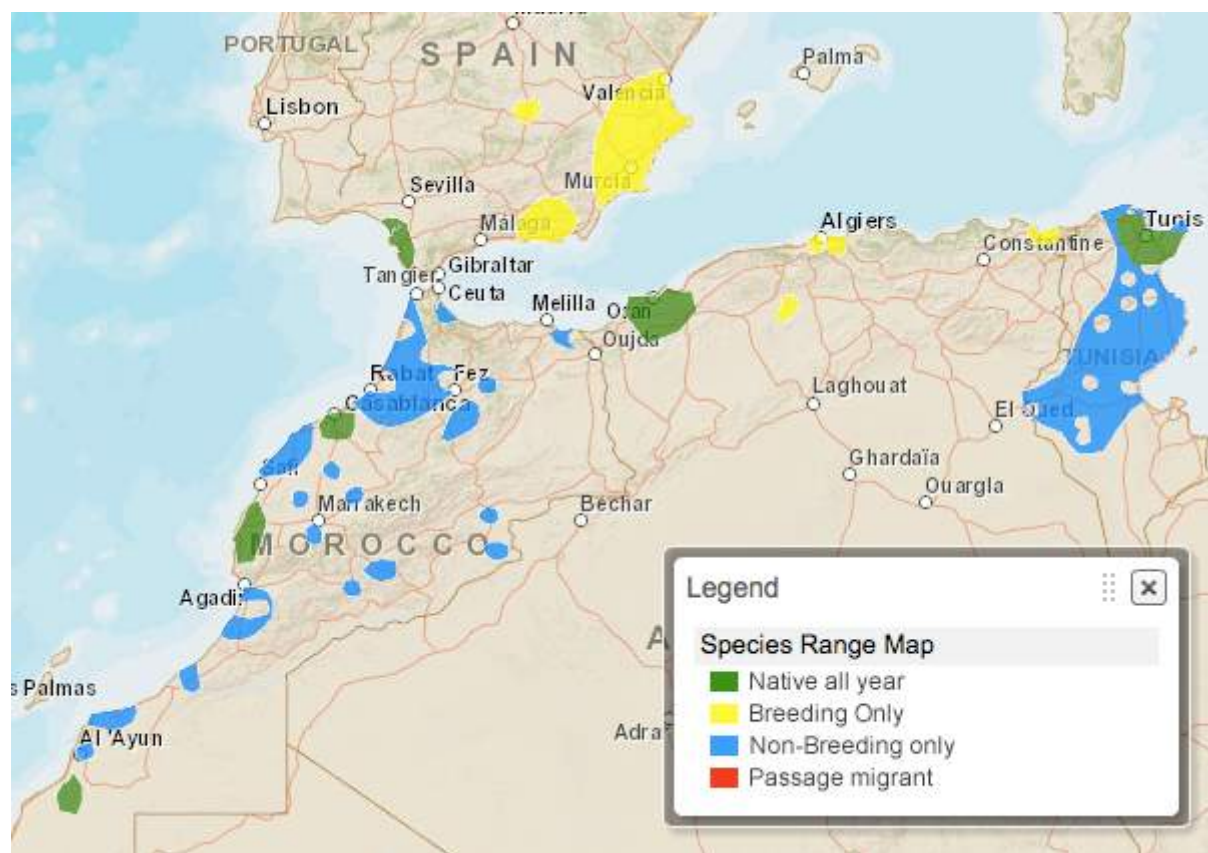 PORTUGAL
SPAIN
Palma
Valencia
Lisbon
Sevilla
Murcia
Málaga
Algiers
Tunis
Constantine
Tangier
Gibraltar
Ceuta
Melilla
Oran
Oujda
TUNISIA
Rabat
Fez
Casablanca
Laghouat
El Oued
Safi
Ghardaïa
Ouargla
Marrakech
Bechar
MOROCCO
Agadir
s Palmas
Al 'Ayun
A
Adra
Legend
Species Range Map
Native all year
Breeding Only
Non-Breeding only
Passage migrant